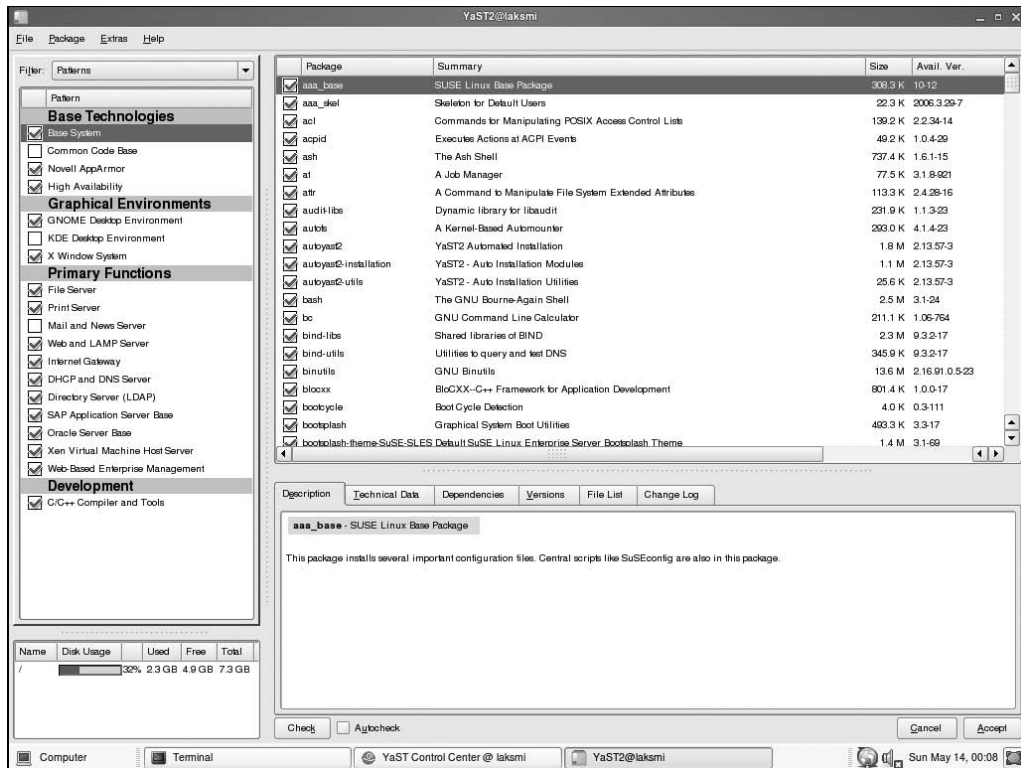 YaST2@laksmi
File Package Extras Help
Filter: Patterns
Pattern
Base Technologies
Base System
Common Code Base
Novell AppArmor
High Availability
Graphical Environments
GNOME Desktop Environment
KDE Desktop Environment
X Window System
Primary Functions
File Server
Print Server
Mail and News Server
Web and LAMP Server
Internet Gateway
DHCP and DNS Server
Directory Server (LDAP)
SAP Application Server Base
Oracle Server Base
Xen Virtual Machine Host Server
Web-Based Enterprise Management
Development
C/C++ Compiler and Tools
Name Disk Usage Used Free Total
/ 32% 2.3 GB 4.9 GB 7.3 GB
Package Summary Size Avail. Ver.
aaa_base SUSE Linux Base Package 308.3 K 10-12
aaa_skel Skeleton for Default Users 22.3 K 2006.3.29-7
acl Commands for Manipulating POSIX Access Control Lists 139.2 K 2.2.34-14
acpid Executes Actions at ACPI Events 49.2 K 1.0.4-29
ash The Ash Shell 737.4 K 1.6.1-15
at A Job Manager 77.5 K 3.1.8-921
attr A Command to Manipulate File System Extended Attributes 113.3 K 2.4.28-16
audit-libs Dynamic library for libaudit 231.9 K 1.1.3-23
autofs A Kernel-Based Automounter 293.0 K 4.1.4-23
autoyast2 YaST2 Automated Installation 1.8 M 2.13.57-3
autoyast2-installation YaST2 - Auto Installation Modules 1.1 M 2.13.57-3
autoyast2-utils YaST2 - Auto Installation Utilities 25.6 K 2.13.57-3
bash The GNU Bourne-Again Shell 2.5 M 3.1-24
bc GNU Command Line Calculator 211.1 K 1.06-764
bind-libs Shared libraries of BIND 2.3 M 9.3.2-17
bind-utils Utilities to query and test DNS 345.9 K 9.3.2-17
binutils GNU Binutils 13.6 M 2.16.91.0.5-23
blocxx BloCXX--C++ Framework for Application Development 801.4 K 1.0.0-17
bootcycle Boot Cycle Detection 4.0 K 0.3-111
bootsplash Graphical System Boot Utilities 493.3 K 3.3-17
bootsplash-theme-SuSE-SLES Default SuSE Linux Enterprise Server Bootsplash Theme 1.4 M 3.1-69
Description Technical Data Dependencies Versions File List Change Log
aaa_base - SUSE Linux Base Package
This package installs several important configuration files. Central scripts like SuSEconfig are also in this package.
Check Autocheck Cancel Accept
Computer Terminal YaST Control Center @ laksmi YaST2@laksmi Sun May 14, 00:08